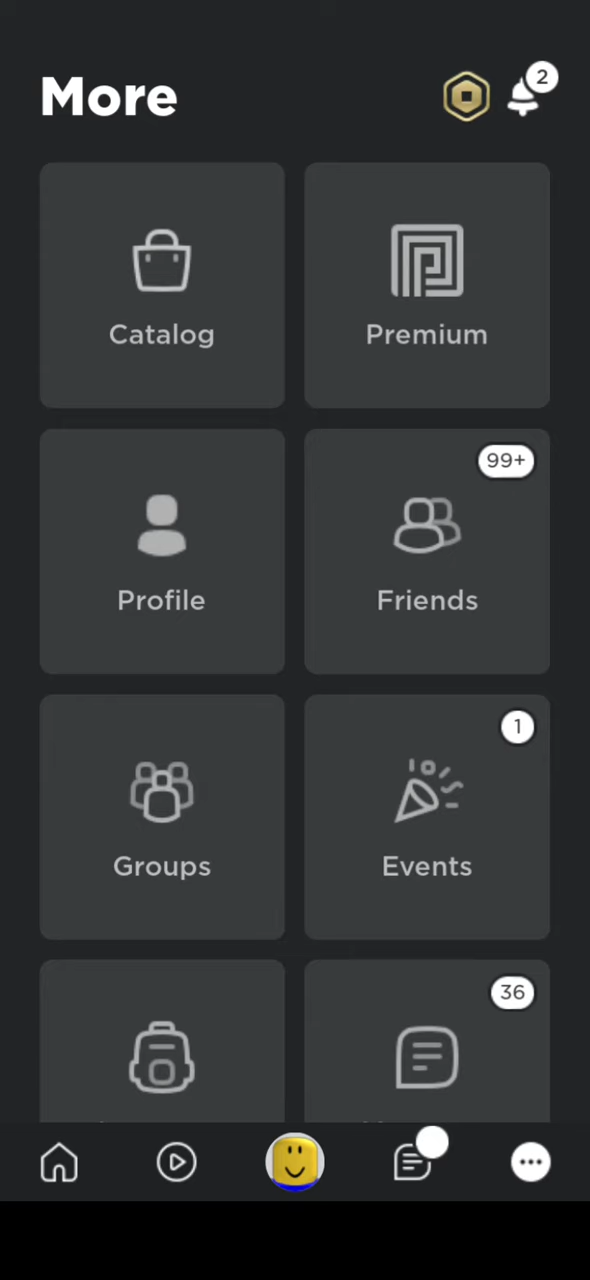 More
2
Catalog
Premium
99+
Profile
Friends
1
Groups
Events
36